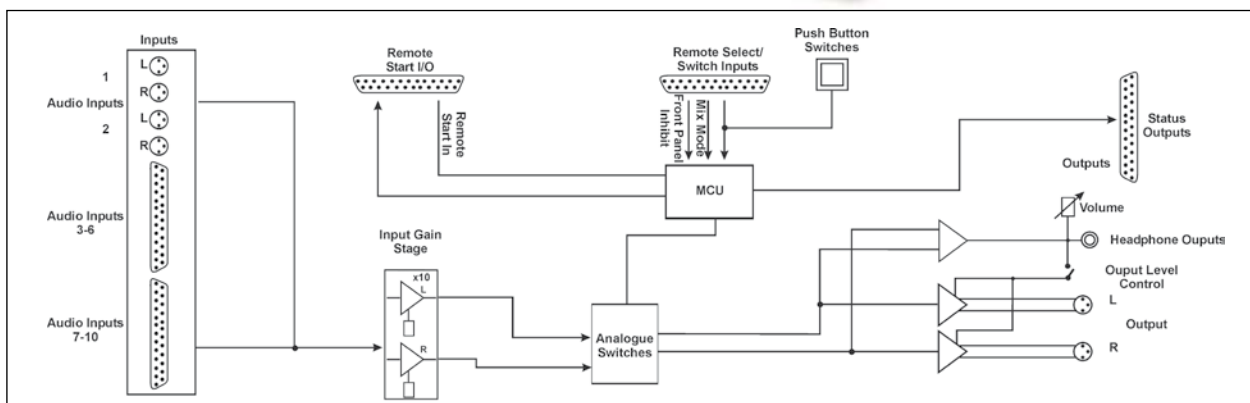 Inputs
1
L
R
Audio Inputs
2
L
R
Audio Inputs
3-6
Audio Inputs
7-10
Remote
Start I/O
Remote
Start In
Remote Select/
Switch Inputs
Front Panel
Inhibit
Mix Mode
Push Button
Switches
MCU
Status
Outputs
Outputs
Input Gain
Stage
x10
L
R
Analogue
Switches
Volume
Headphone Ouputs
Ouput Level
Control
L
Output
R